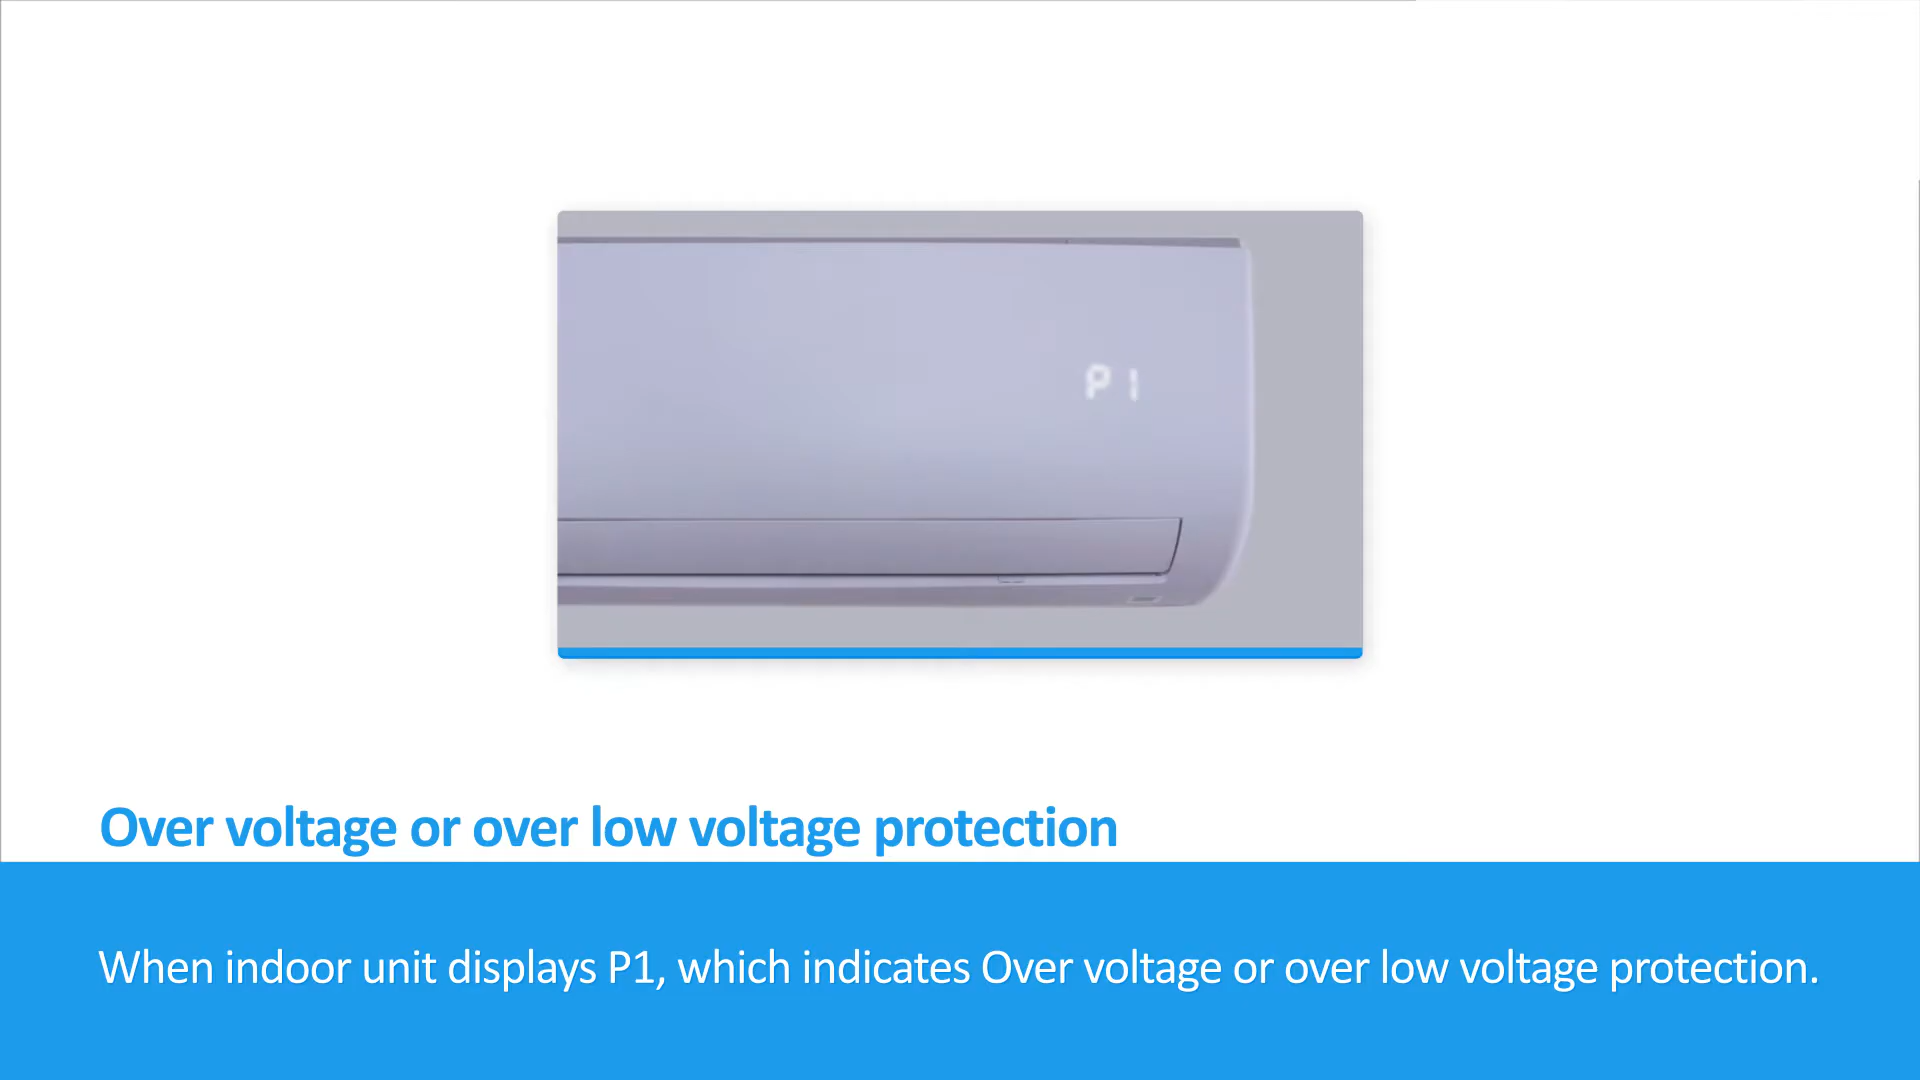 P1
Over voltage or over low voltage protection
When indoor unit displays P1, which indicates Over voltage or over low voltage protection.